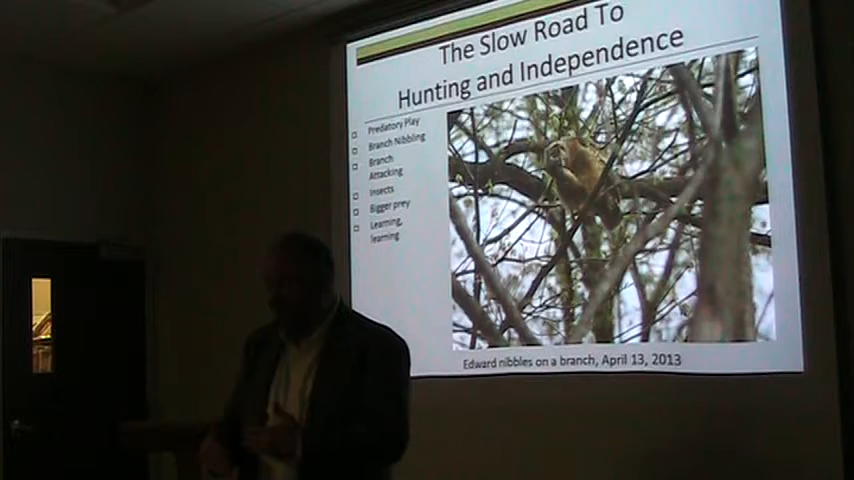 The Slow Road To
Hunting and Independence
Predatory Play
Branch Nibbling
Branch
Attacking
Insects
Bigger prey
Learning,
learning
Edward nibbles on a branch, April 13, 2013